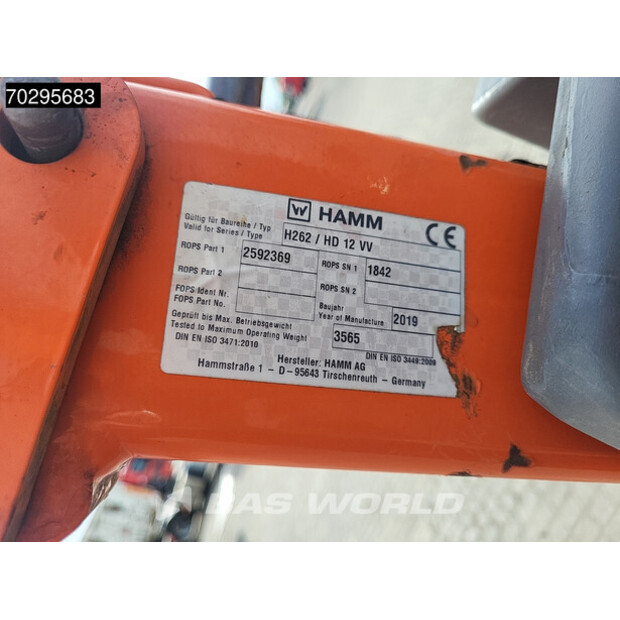 70295683
HAMM
CE
Gültig für Baureihe / Typ
Valid for Series / Type H262 / HD 12 VV
ROPS Part 1 2592369 ROPS SN 1 1842
ROPS Part 2 ROPS SN 2
FOPS Ident Nr.
FOPS Part No. Baujahr
Year of Manufacture 2019
Geprüft bis Max. Betriebsgewicht
Tested to Maximum Operating Weight 3565
DIN EN ISO 3471:2010 DIN EN ISO 3449:2008
Hersteller: HAMM AG
Hammstraße 1 - D - 95643 Tirschenreuth - Germany
BAS WORLD